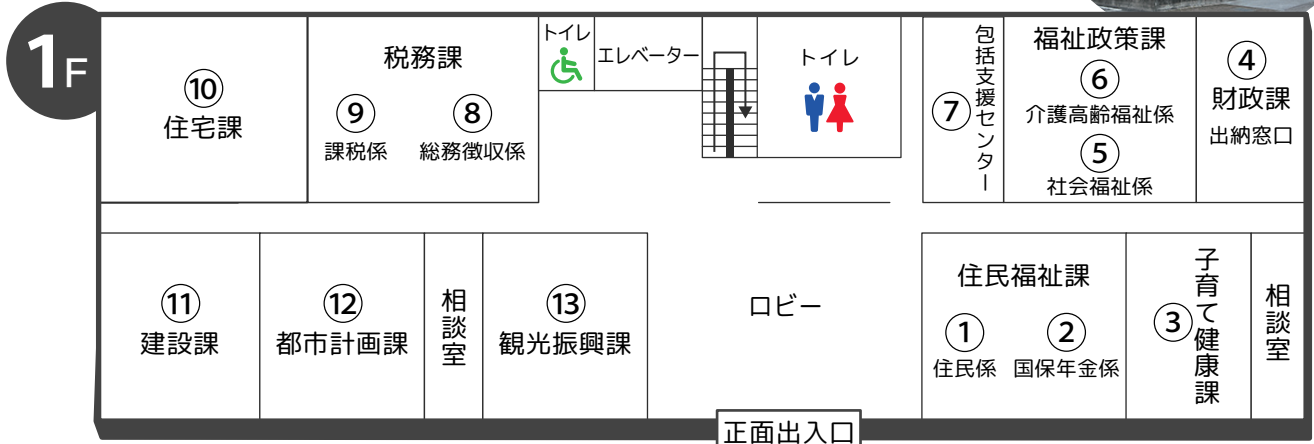 1F
⑩
住宅課
税務課
⑨
課税係
⑧
総務徴収係
トイレ
エレベーター
トイレ
⑦
包括支援センター
福祉政策課
⑥
介護高齢福祉係
⑤
社会福祉係
④
財政課
出納窓口
⑪
建設課
⑫
都市計画課
相談室
⑬
観光振興課
ロビー
住民福祉課
①
住民係
②
国保年金係
③
子育て健康課
相談室
正面出入口